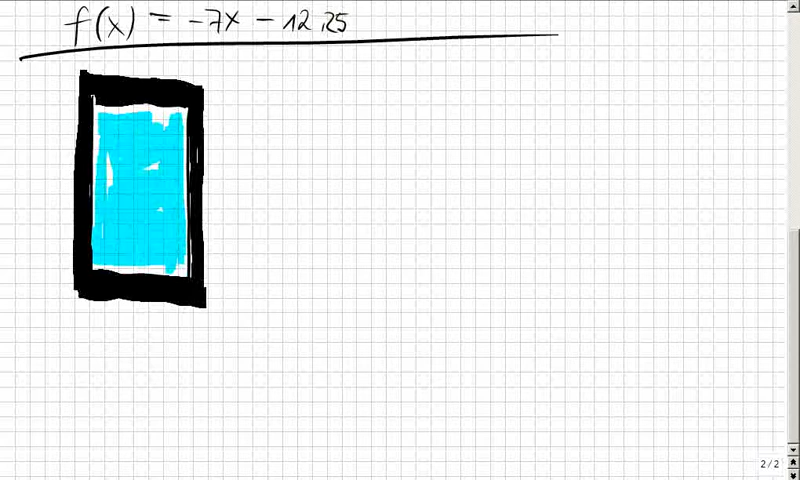 f(x) = -7x - 12,25
2/2